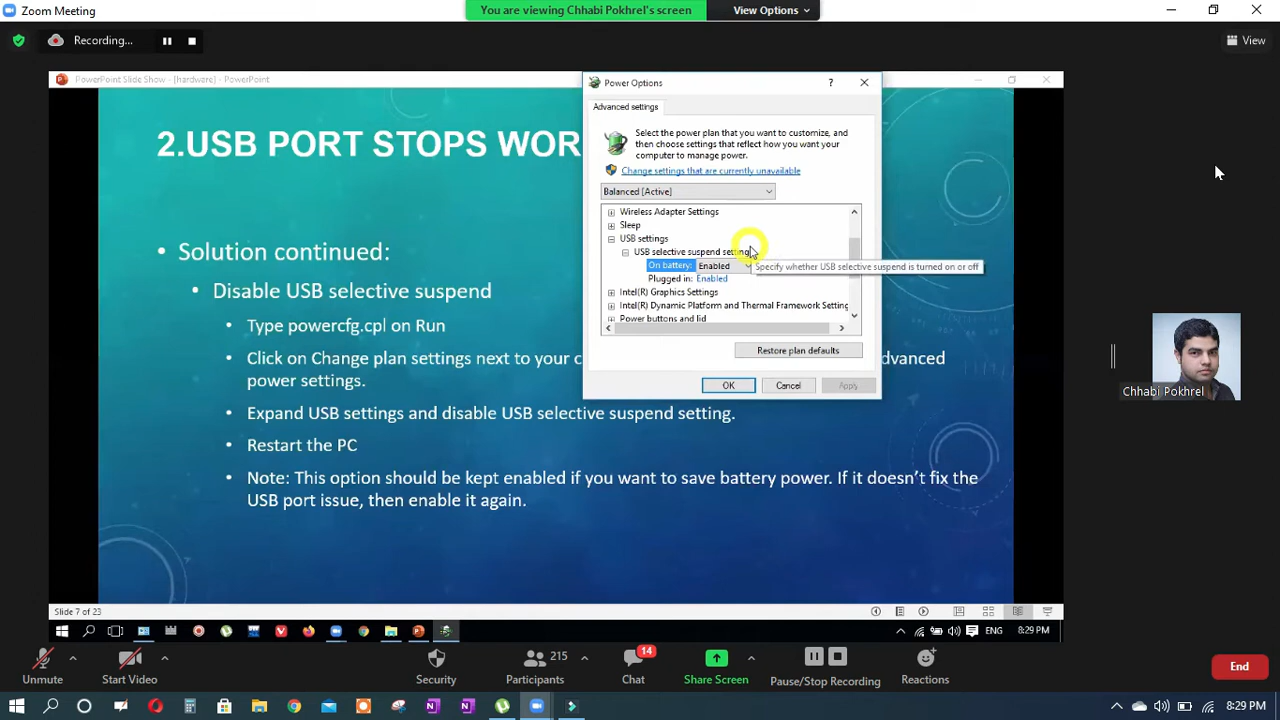 Zoom Meeting
You are viewing Chhabi Pokhrel's screen
View Options
Recording...
View
PowerPoint Slide Show - [hardware] - PowerPoint
2.USB PORT STOPS WOR
Solution continued:
Disable USB selective suspend
Type powercfg.cpl on Run
Click on Change plan settings next to your c
dvanced
power settings.
Expand USB settings and disable USB selective suspend setting.
Restart the PC
Note: This option should be kept enabled if you want to save battery power. If it doesn't fix the
USB port issue, then enable it again.
Power Options
?
Advanced settings
Select the power plan that you want to customize, and
then choose settings that reflect how you want your
computer to manage power.
Change settings that are currently unavailable
Balanced [Active]
Wireless Adapter Settings
Sleep
USB settings
USB selective suspend setting
On battery: Enabled
Specify whether USB selective suspend is turned on or off
Plugged in: Enabled
Intel(R) Graphics Settings
Intel(R) Dynamic Platform and Thermal Framework Setting
Power buttons and lid
Restore plan defaults
OK
Cancel
Apply
Chhabi Pokhrel
Slide 7 of 23
ENG
8:29 PM
Unmute
Start Video
Security
215
Participants
14
Chat
Share Screen
Pause/Stop Recording
Reactions
End
8:29 PM